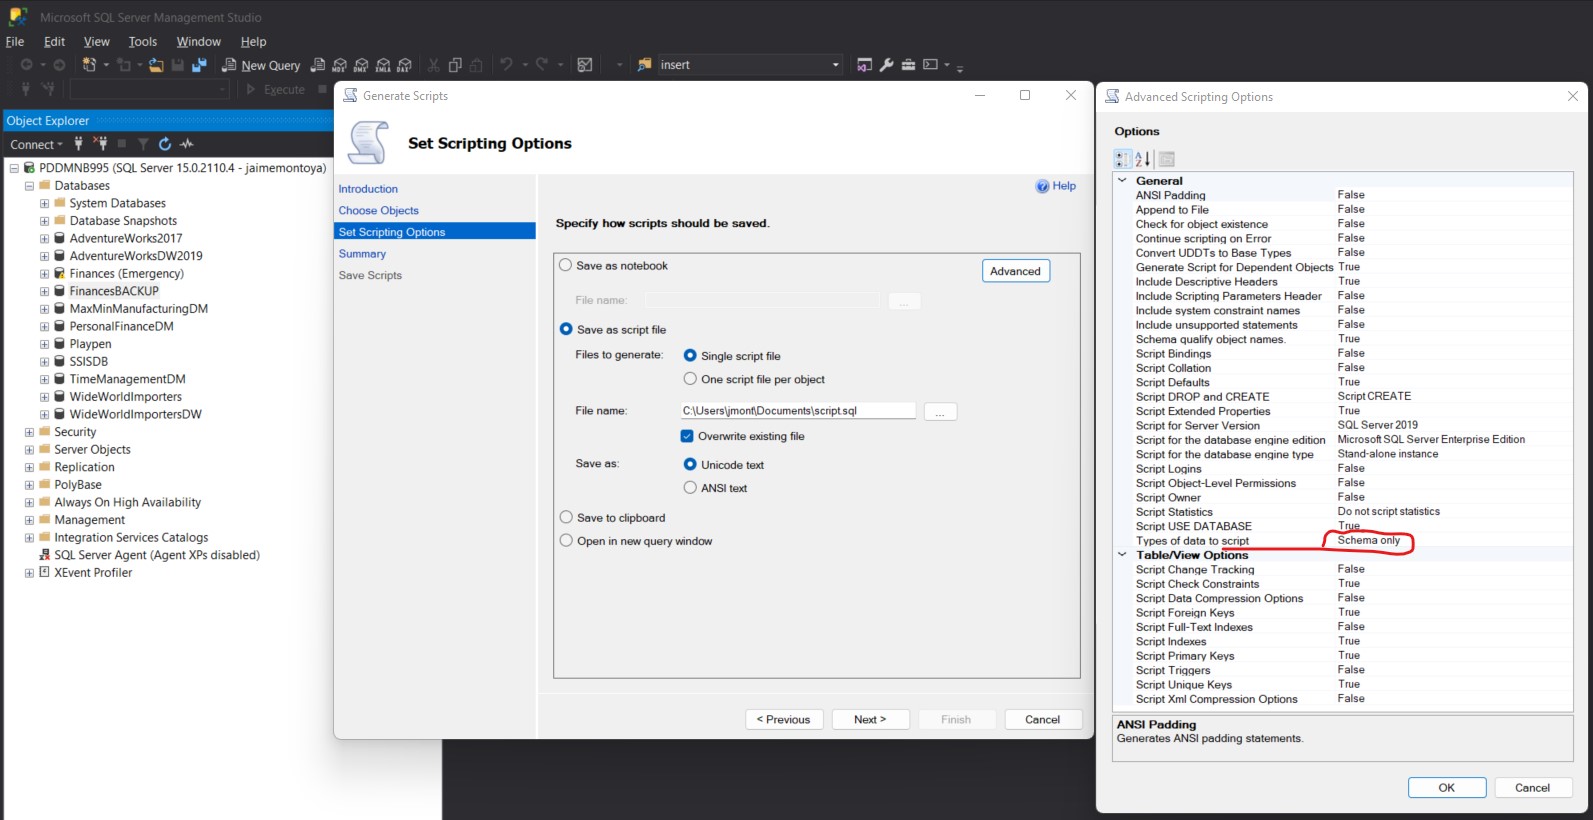 Microsoft SQL Server Management Studio
File Edit View Tools Window Help
New Query MDX DMX XMLA DAX insert
Execute
Object Explorer
Connect
PDDMNB995 (SQL Server 15.0.2110.4 - jaimemontoya)
Databases
System Databases
Database Snapshots
AdventureWorks2017
AdventureWorksDW2019
Finances (Emergency)
FinancesBACKUP
MaxMinManufacturingDM
PersonalFinanceDM
Playpen
SSISDB
TimeManagementDM
WideWorldImporters
WideWorldImportersDW
Security
Server Objects
Replication
PolyBase
Always On High Availability
Management
Integration Services Catalogs
SQL Server Agent (Agent XPs disabled)
XEvent Profiler
Generate Scripts
Set Scripting Options
Introduction
Choose Objects
Set Scripting Options
Summary
Save Scripts
Help
Specify how scripts should be saved.
Save as notebook
Advanced
File name: ...
Save as script file
Files to generate: Single script file
One script file per object
File name: C:\Users\jmont\Documents\script.sql ...
Overwrite existing file
Save as: Unicode text
ANSI text
Save to clipboard
Open in new query window
< Previous Next > Finish Cancel
Advanced Scripting Options
Options
General
ANSI Padding False
Append to File False
Check for object existence False
Continue scripting on Error False
Convert UDDTs to Base Types False
Generate Script for Dependent Objects True
Include Descriptive Headers True
Include Scripting Parameters Header False
Include system constraint names False
Include unsupported statements False
Schema qualify object names. True
Script Bindings False
Script Collation False
Script Defaults True
Script DROP and CREATE Script CREATE
Script Extended Properties True
Script for Server Version SQL Server 2019
Script for the database engine edition Microsoft SQL Server Enterprise Edition
Script for the database engine type Stand-alone instance
Script Logins False
Script Object-Level Permissions False
Script Owner False
Script Statistics Do not script statistics
Script USE DATABASE True
Types of data to script Schema only
Table/View Options
Script Change Tracking False
Script Check Constraints True
Script Data Compression Options False
Script Foreign Keys True
Script Full-Text Indexes False
Script Indexes True
Script Primary Keys True
Script Triggers False
Script Unique Keys True
Script Xml Compression Options False
ANSI Padding
Generates ANSI padding statements.
OK Cancel